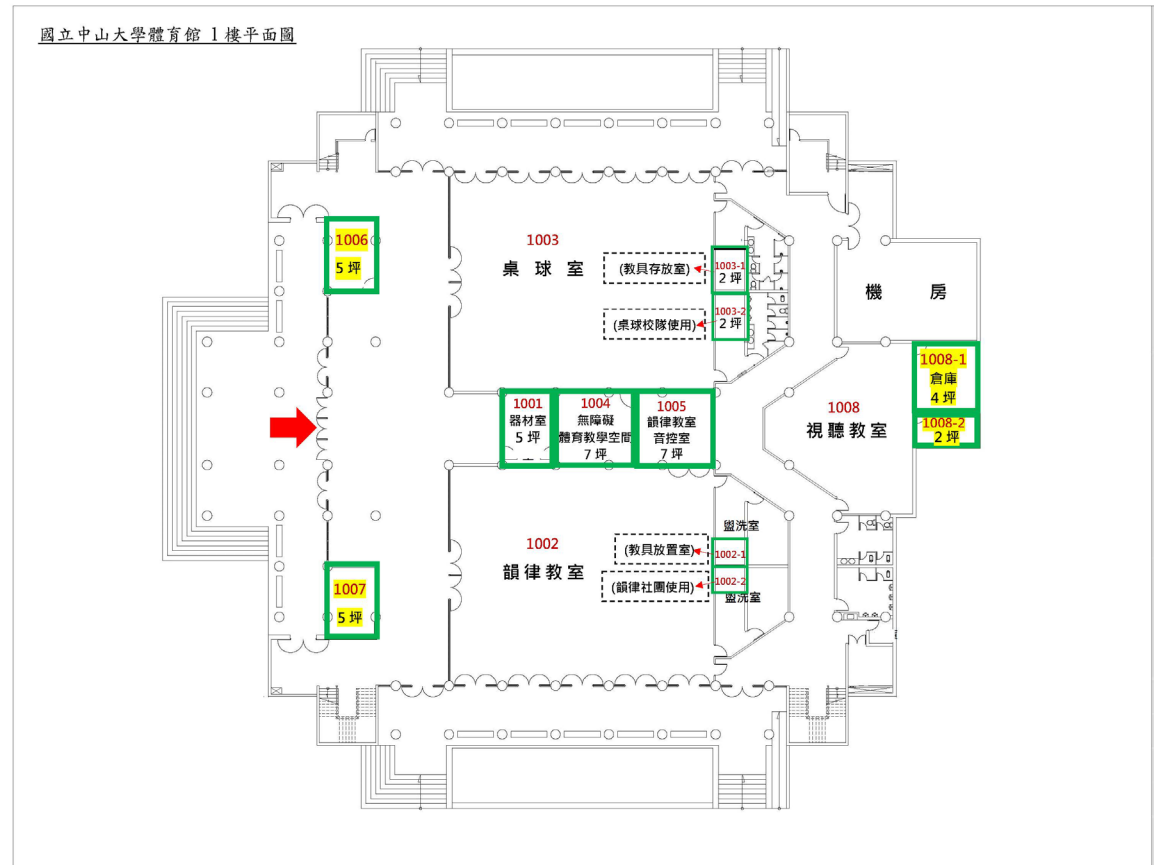 國立中山大學體育館 1樓平面圖
1006
5 坪
1003
桌 球 室
(教具存放室)
1003-1
2 坪
(桌球校隊使用)
1003-2
2 坪
機 房
1008-1
倉庫
4 坪
1008-2
2 坪
1008
視聽教室
1001
器材室
5 坪
1004
無障礙
體育教學空間
7 坪
1005
韻律教室
音控室
7 坪
1002
韻律教室
盥洗室
(教具放置室)
1002-1
(韻律社團使用)
1002-2
盥洗室
1007
5 坪